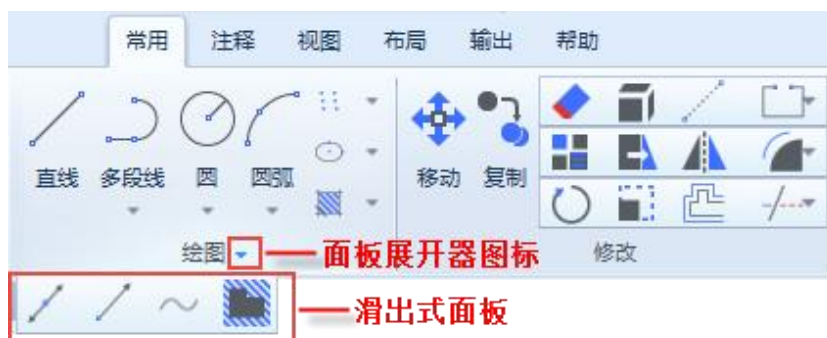 常用 注释 视图 布局 输出 帮助
直线 多段线 圆 圆弧 移动 复制
绘图 面板展开器图标 修改
滑出式面板